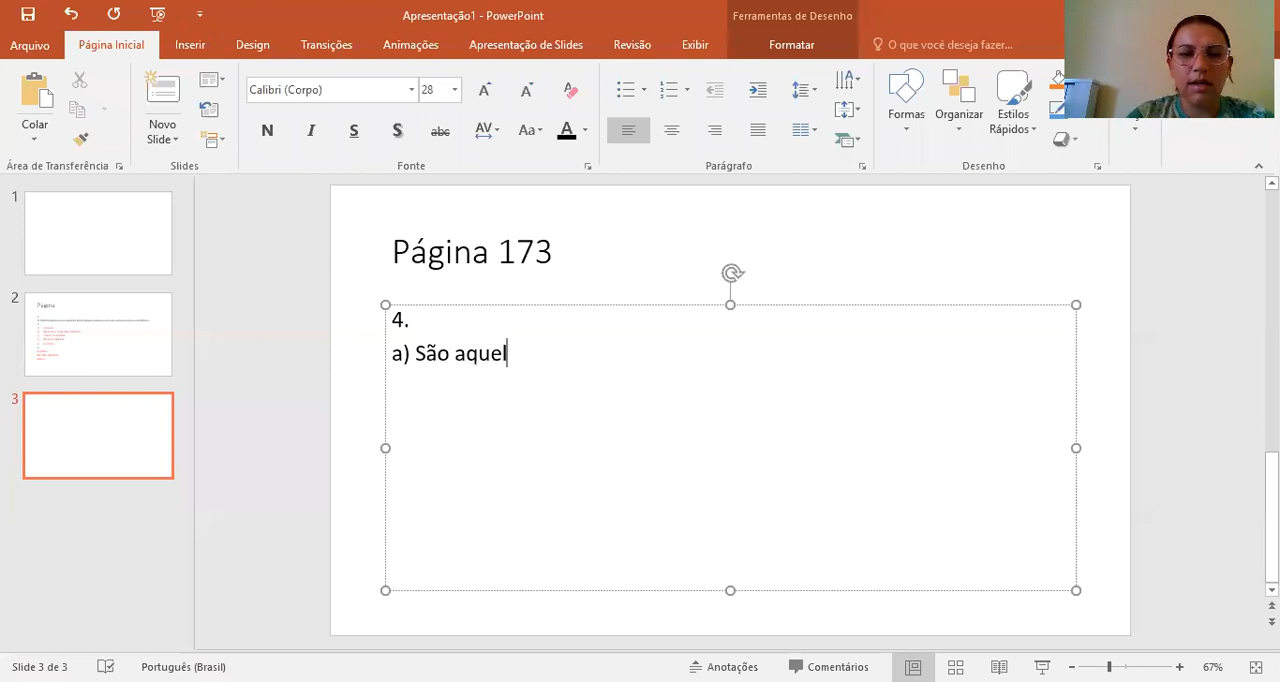 Apresentação1 - PowerPoint
Ferramentas de Desenho
Arquivo
Página Inicial
Inserir
Design
Transições
Animações
Apresentação de Slides
Revisão
Exibir
Formatar
O que você deseja fazer...
Colar
Novo
Slide
Calibri (Corpo)
28
N
I
S
S
abc
AV
Aa
A
Formas
Organizar
Estilos
Rápidos
Área de Transferência
Slides
Fonte
Parágrafo
Desenho
1
2
Página
3
Página 173
4.
a) São aquel
Slide 3 de 3
Português (Brasil)
Anotações
Comentários
67%